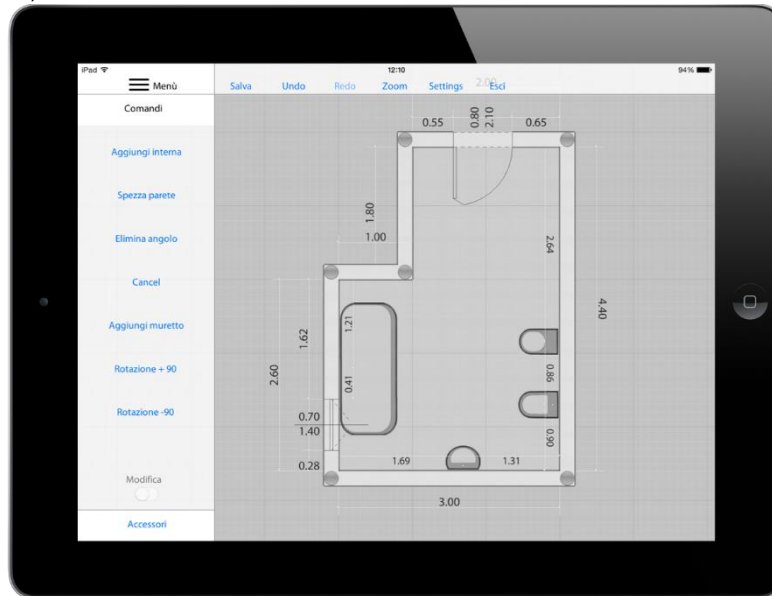 iPad 12:10 94%
Menù Salva Undo Redo Zoom Settings Esci
2.00
Comandi
Aggiungi interna
Spezza parete
Elimina angolo
Cancel
Aggiungi muretto
Rotazione + 90
Rotazione -90
Modifica
Accessori
0.55 0.80 2.10 0.65
1.80
1.00
2.64
4.40
1.62
1.21
2.60
0.41
0.86
0.70
1.40
0.90
0.28
1.69 1.31
3.00